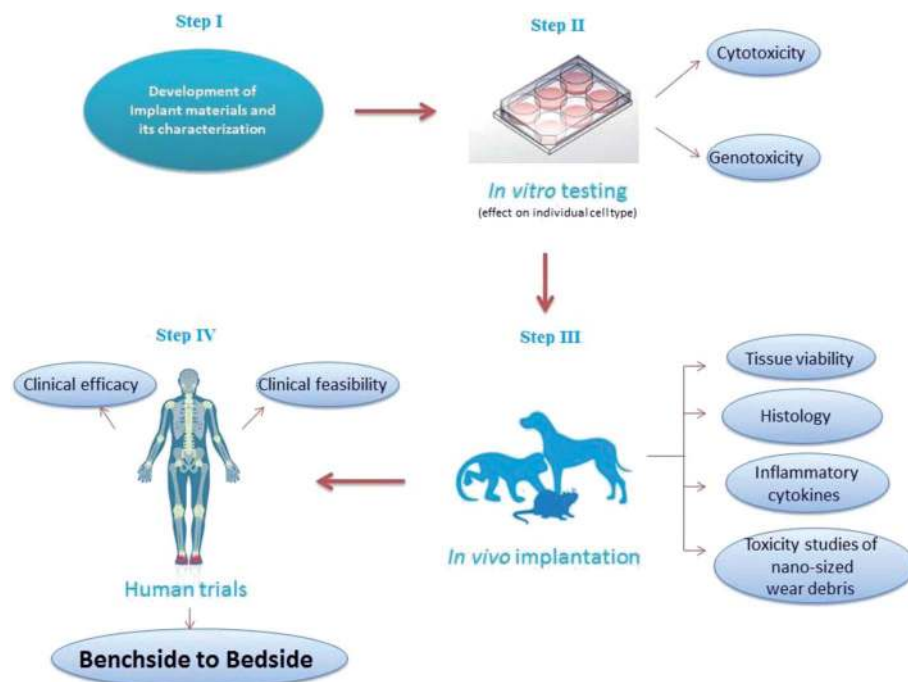 Step I
Development of
Implant materials and
its characterization
Step II
In vitro testing
(effect on individual cell type)
Cytotoxicity
Genotoxicity
Step III
In vivo implantation
Tissue viability
Histology
Inflammatory
cytokines
Toxicity studies of
nano-sized
wear debris
Step IV
Clinical efficacy
Clinical feasibility
Human trials
Benchside to Bedside